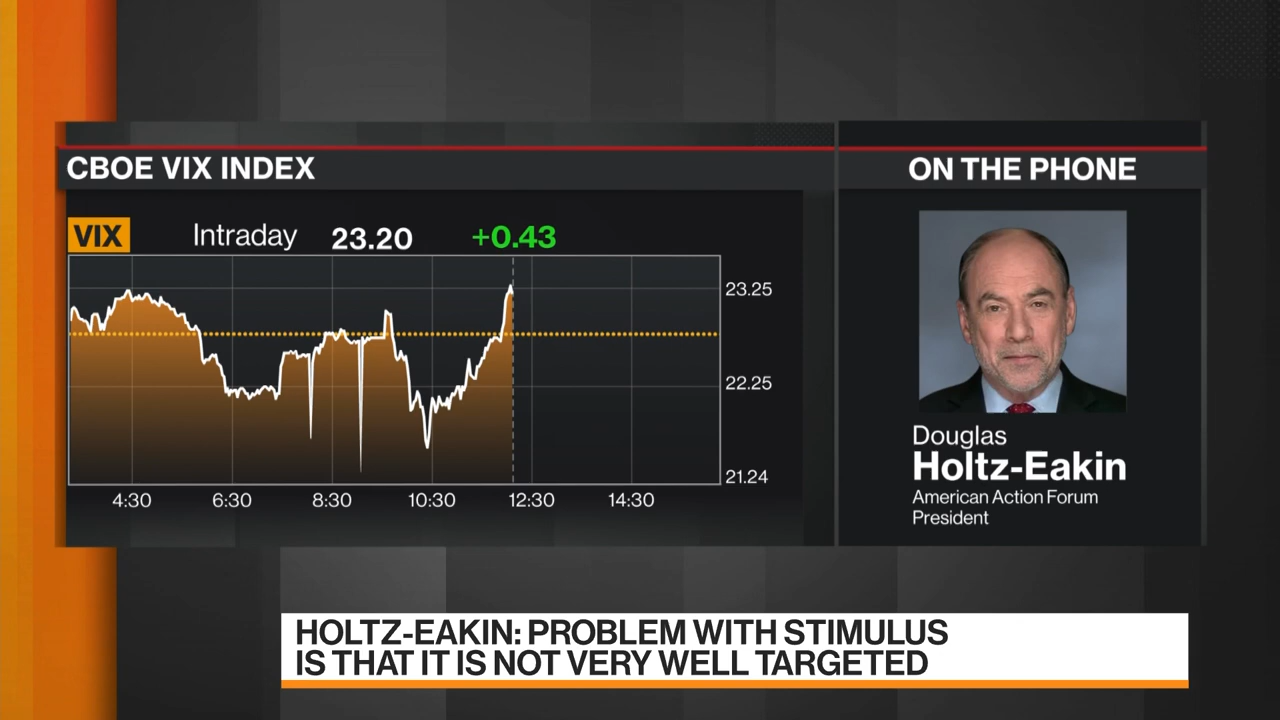 CBOE VIX INDEX
VIX Intraday 23.20 +0.43
23.25
22.25
21.24
4:30 6:30 8:30 10:30 12:30 14:30
ON THE PHONE
Douglas
Holtz-Eakin
American Action Forum
President
HOLTZ-EAKIN: PROBLEM WITH STIMULUS
IS THAT IT IS NOT VERY WELL TARGETED